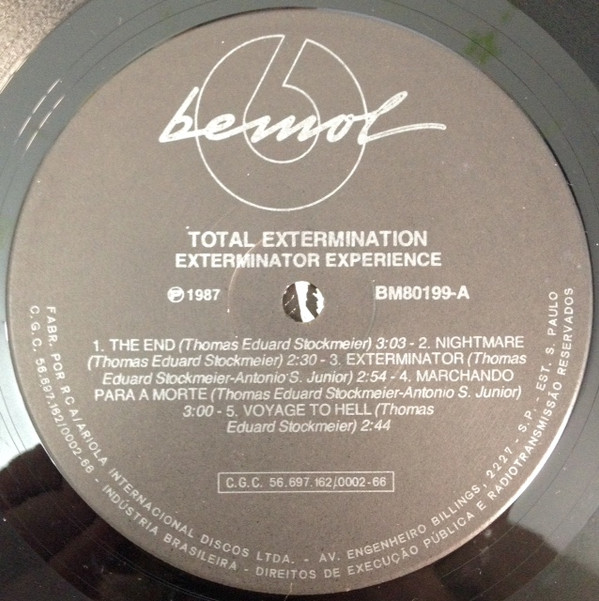 bemol
TOTAL EXTERMINATION
EXTERMINATOR EXPERIENCE
Ⓟ 1987
BM80199-A
1. THE END (Thomas Eduard Stockmeier) 3:03 - 2. NIGHTMARE
(Thomas Eduard Stockmeier) 2:30 - 3. EXTERMINATOR (Thomas
Eduard Stockmeier-Antonio S. Junior) 2:54 - 4. MARCHANDO
PARA A MORTE (Thomas Eduard Stockmeier-Antonio S. Junior)
3:00 - 5. VOYAGE TO HELL (Thomas
Eduard Stockmeier) 2:44
C.G.C. 56.697.162/0002-66
FABR. POR RCA/ARIOLA INTERNACIONAL DISCOS LTDA. - AV. ENGENHEIRO BILLINGS, 2227 - S.P. - EST. S. PAULO
C.G.C. 56.697.162/0002-66 - INDÚSTRIA BRASILEIRA - DIREITOS DE EXECUÇÃO PÚBLICA E RADIOTRANSMISSÃO RESERVADOS